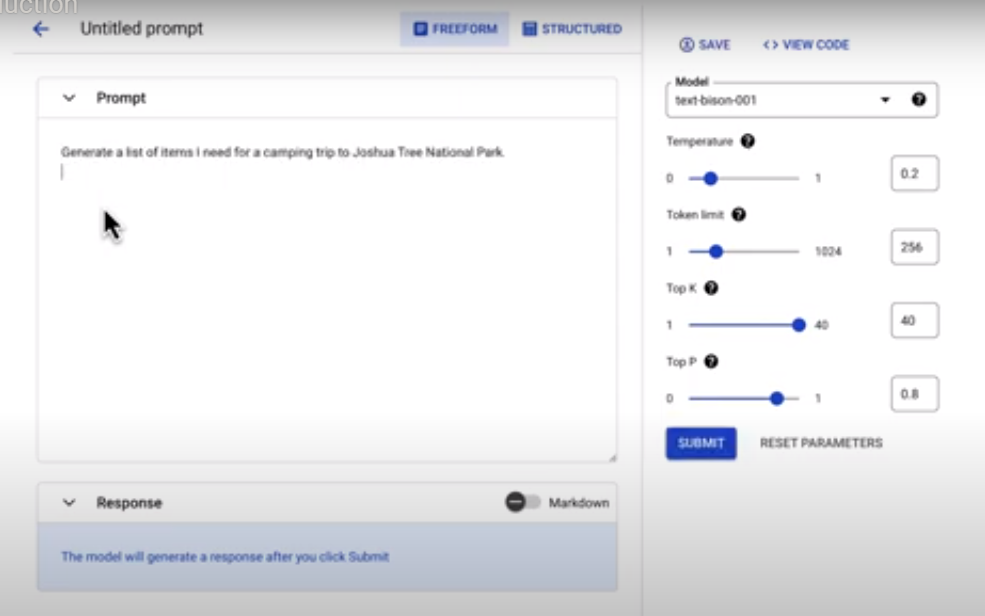 Untitled prompt
FREEFORM
STRUCTURED
SAVE
<> VIEW CODE
Prompt
Generate a list of items I need for a camping trip to Joshua Tree National Park.
Model
text-bison-001
Temperature
0 1 0.2
Token limit
1 1024 256
Top K
1 40 40
Top P
0 1 0.8
SUBMIT
RESET PARAMETERS
Response
Markdown
The model will generate a response after you click Submit